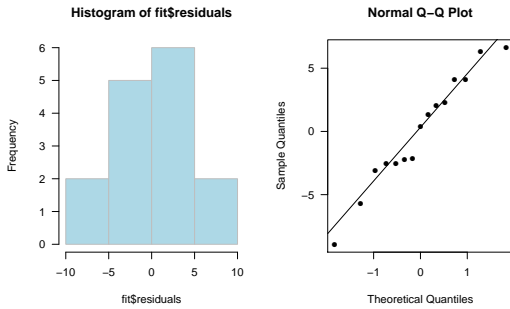 Histogram of fit$residuals
Frequency
6
5
4
3
2
1
0
−10 −5 0 5 10
fit$residuals
Normal Q−Q Plot
Sample Quantiles
5
0
−5
−1 0 1
Theoretical Quantiles